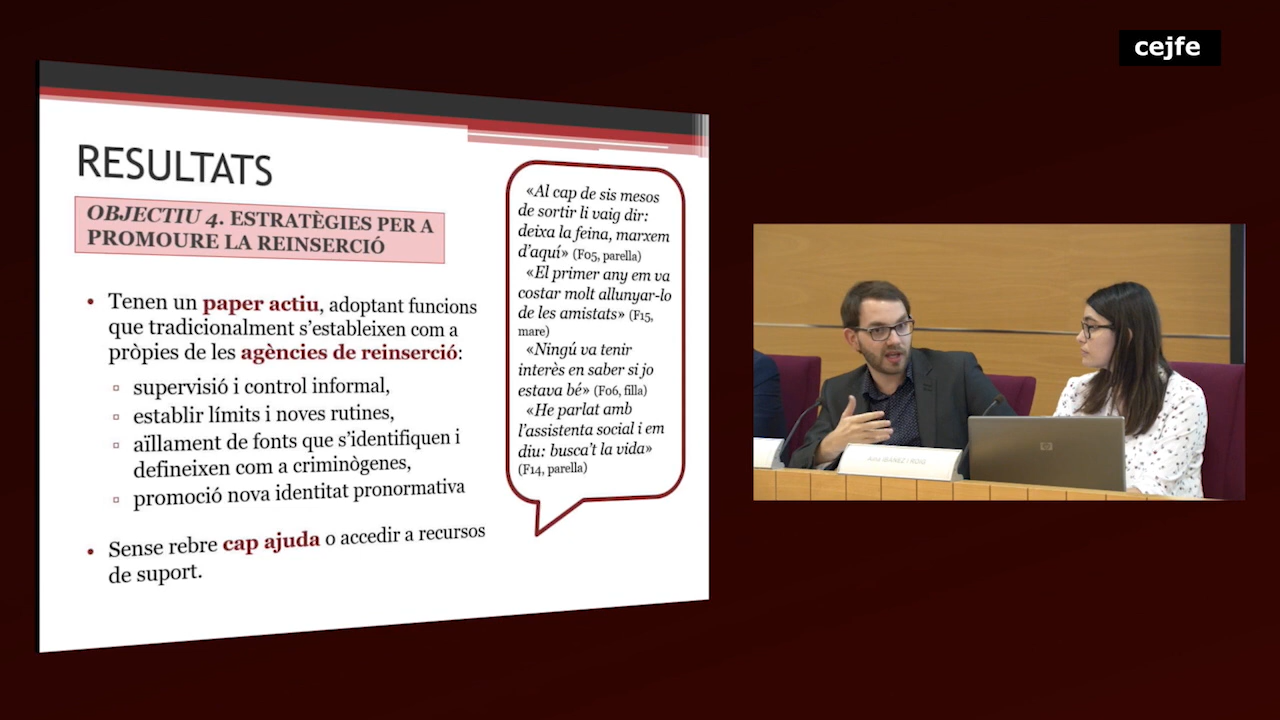 cejfe
RESULTATS
OBJECTIU 4. ESTRATÈGIES PER A
PROMOURE LA REINSERCIÓ
• Tenen un paper actiu, adoptant funcions
que tradicionalment s'estableixen com a
pròpies de les agències de reinserció:
▫ supervisió i control informal,
▫ establir límits i noves rutines,
▫ aïllament de fonts que s'identifiquen i
defineixen com a criminògenes,
▫ promoció nova identitat pronormativa
• Sense rebre cap ajuda o accedir a recursos
de suport.
«Al cap de sis mesos
de sortir li vaig dir:
deixa la feina, marxem
d'aquí» (F05, parella)
«El primer any em va
costar molt allunyar-lo
de les amistats» (F15,
mare)
«Ningú va tenir
interès en saber si jo
estava bé» (F06, filla)
«He parlat amb
l'assistenta social i em
diu: busca't la vida»
(F14, parella)
hp